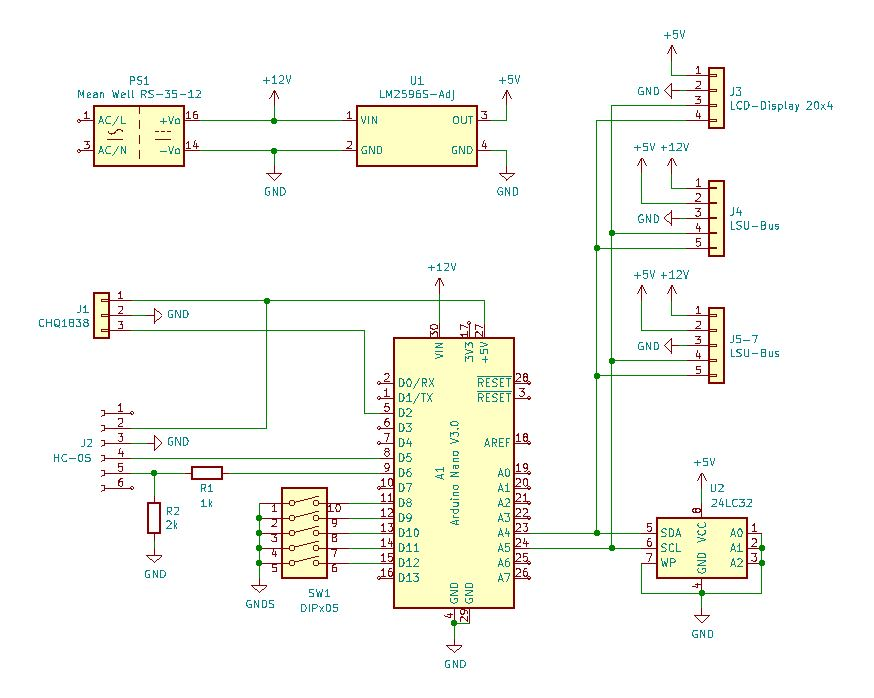 PS1
Mean Well RS-35-12
1 AC/L +Vo 16
3 AC/N -Vo 14
+12V
GND
U1
LM2596S-Adj
1 VIN OUT 3
2 GND GND 4
+5V
GND
+5V
GND
1
2
3
4
J3
LCD-Display 20x4
+5V +12V
GND
1
2
3
4
5
J4
LSU-Bus
+5V +12V
GND
1
2
3
4
5
J5-7
LSU-Bus
J1
CHQ1838
1
2
3
GND
J2
HC-05
1
2
3
4
5
6
GND
R1
1k
R2
2k
GND
1 10
2 9
3 8
4 7
5 6
GNDS
SW1
DIPx05
+12V
30 17 27
VIN 3V3 +5V
2 D0/RX RESET 28
1 D1/TX RESET 3
5 D2
6 D3
7 D4 AREF 18
8 D5
9 D6 A0 19
10 D7 A1 20
11 D8 A2 21
12 D9 A3 22
13 D10 A4 23
14 D11 A5 24
15 D12 A6 25
16 D13 A7 26
A1
Arduino Nano V3.0
GND GND
4 29
GND
+5V
U2
24LC32
8
VCC
5 SDA A0 1
6 SCL A1 2
7 WP A2 3
GND
4
GND